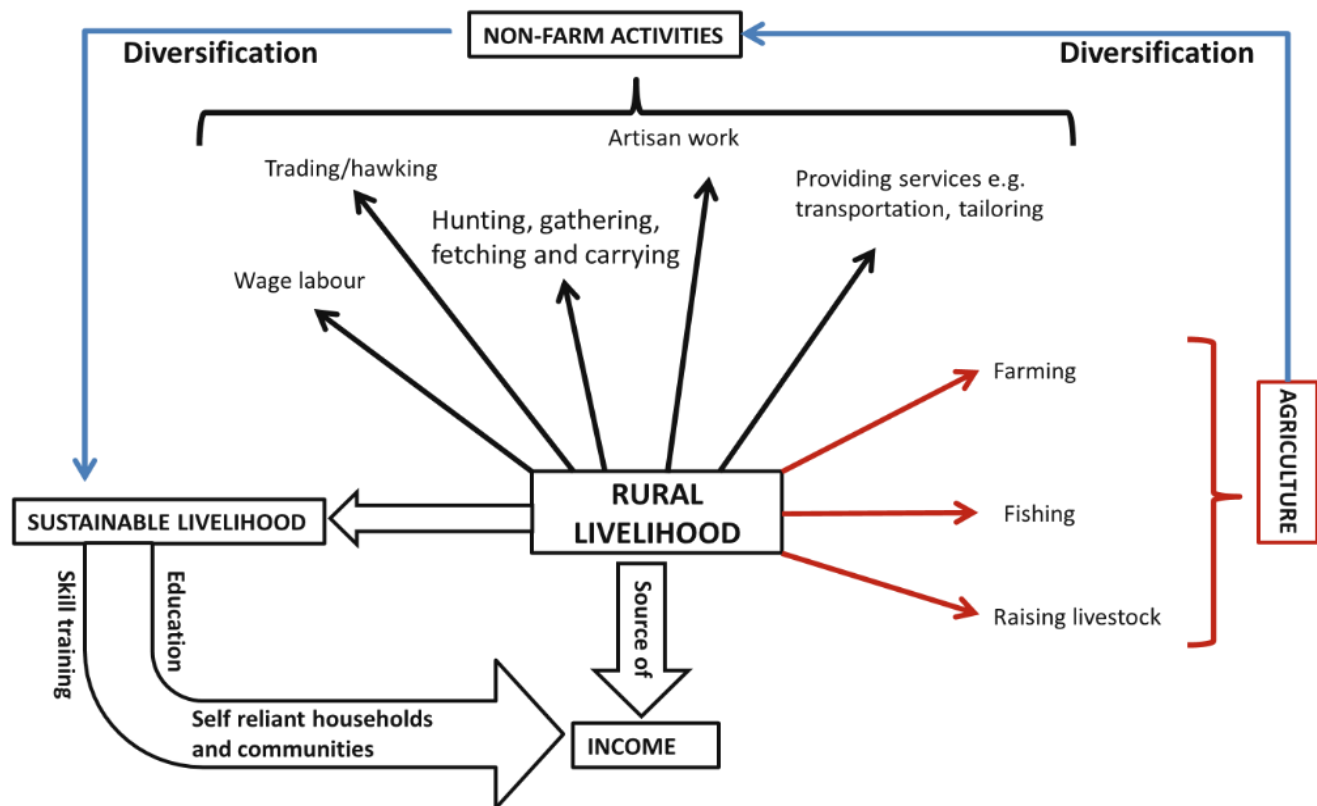 NON-FARM ACTIVITIES
Diversification
Diversification
Artisan work
Trading/hawking
Providing services e.g.
transportation, tailoring
Hunting, gathering,
fetching and carrying
Wage labour
Farming
AGRICULTURE
RURAL
LIVELIHOOD
SUSTAINABLE LIVELIHOOD
Fishing
Skill training
Education
Source of
Raising livestock
Self reliant households
and communities
INCOME